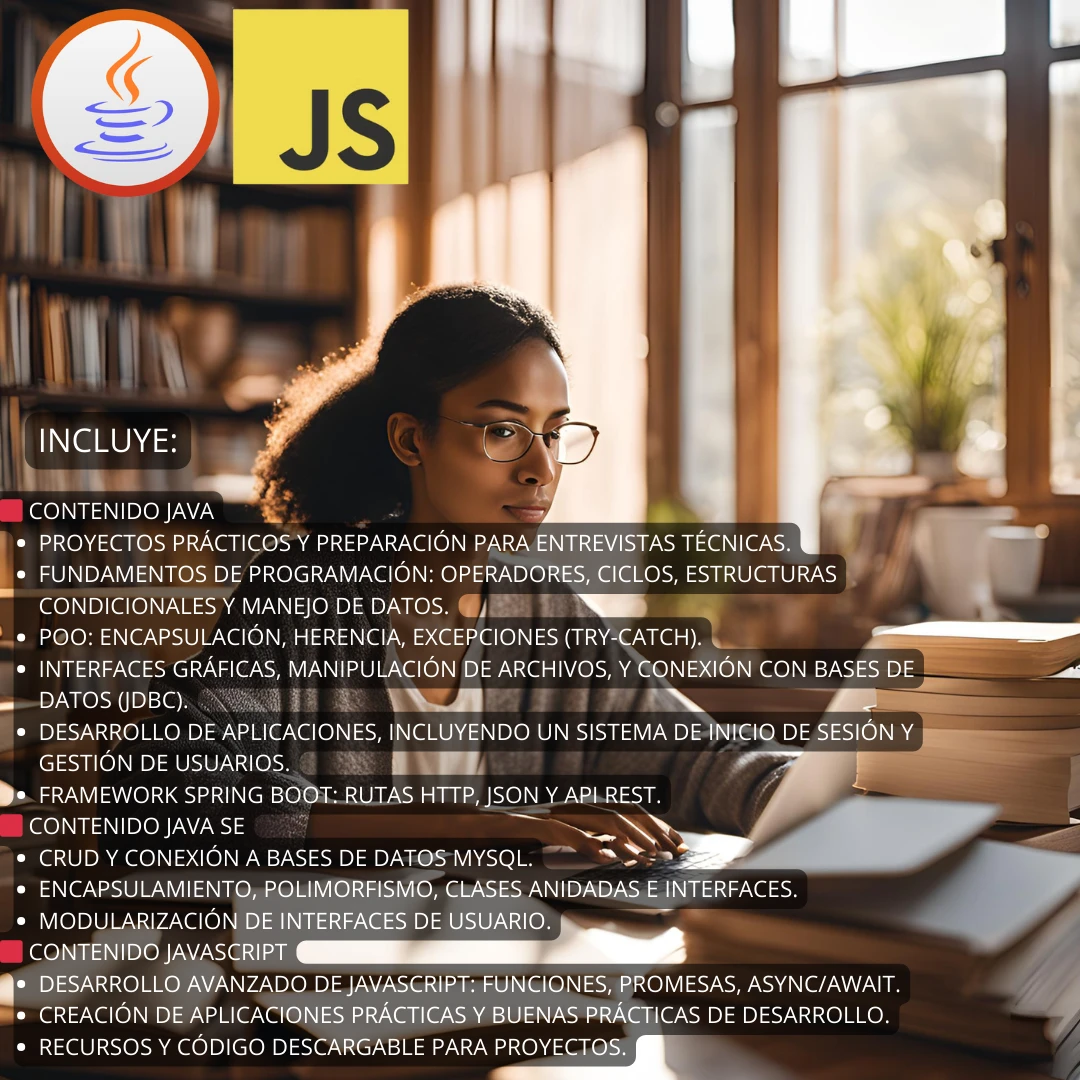 JS
INCLUYE:
🟥 CONTENIDO JAVA
• PROYECTOS PRÁCTICOS Y PREPARACIÓN PARA ENTREVISTAS TÉCNICAS.
• FUNDAMENTOS DE PROGRAMACIÓN: OPERADORES, CICLOS, ESTRUCTURAS
CONDICIONALES Y MANEJO DE DATOS.
• POO: ENCAPSULACIÓN, HERENCIA, EXCEPCIONES (TRY-CATCH).
• INTERFACES GRÁFICAS, MANIPULACIÓN DE ARCHIVOS, Y CONEXIÓN CON BASES DE
DATOS (JDBC).
• DESARROLLO DE APLICACIONES, INCLUYENDO UN SISTEMA DE INICIO DE SESIÓN Y
GESTIÓN DE USUARIOS.
• FRAMEWORK SPRING BOOT: RUTAS HTTP, JSON Y API REST.
🟥 CONTENIDO JAVA SE
• CRUD Y CONEXIÓN A BASES DE DATOS MYSQL.
• ENCAPSULAMIENTO, POLIMORFISMO, CLASES ANIDADAS E INTERFACES.
• MODULARIZACIÓN DE INTERFACES DE USUARIO.
🟥 CONTENIDO JAVASCRIPT
• DESARROLLO AVANZADO DE JAVASCRIPT: FUNCIONES, PROMESAS, ASYNC/AWAIT.
• CREACIÓN DE APLICACIONES PRÁCTICAS Y BUENAS PRÁCTICAS DE DESARROLLO.
• RECURSOS Y CÓDIGO DESCARGABLE PARA PROYECTOS.